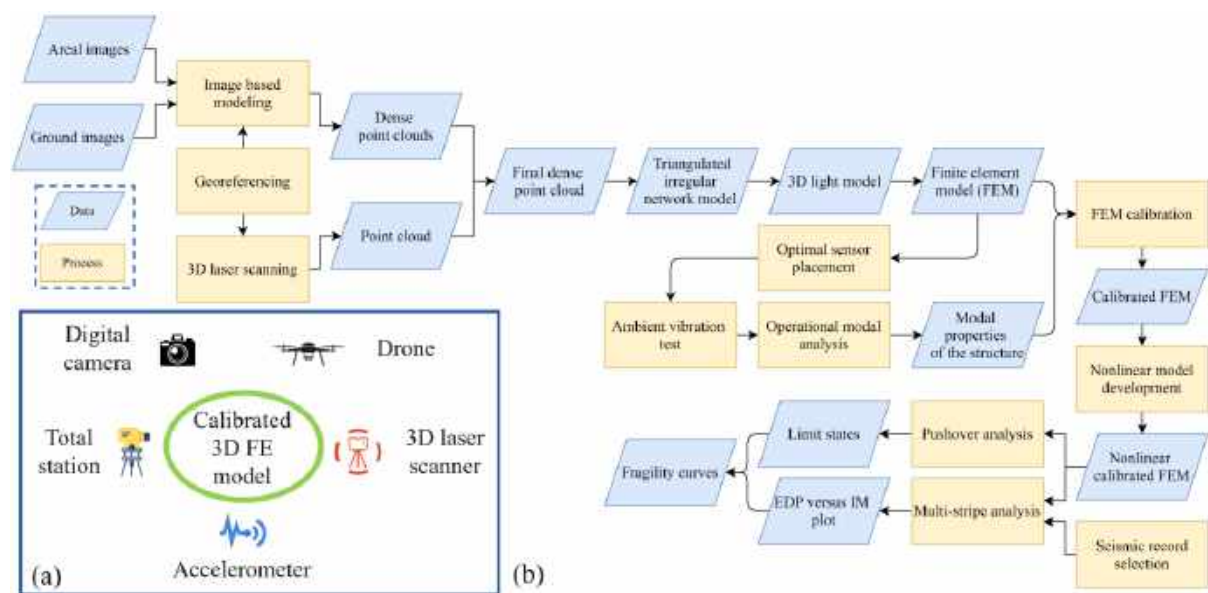 Areal images
Ground images
Data
Process
Image based
modeling
Georeferencing
3D laser scanning
Dense
point clouds
Point cloud
Final dense
point cloud
Triangulated
irregular
network model
3D light model
Finite element
model (FEM)
FEM calibration
Optimal sensor
placement
Ambient vibration
test
Operational modal
analysis
Modal
properties
of the structure
Calibrated FEM
Nonlinear model
development
Nonlinear
calibrated FEM
Pushover analysis
Limit states
Fragility curves
EDP versus IM
plot
Multi-stripe analysis
Seismic record
selection
Digital
camera
Drone
Total
station
Calibrated
3D FE
model
3D laser
scanner
Accelerometer
(a)
(b)